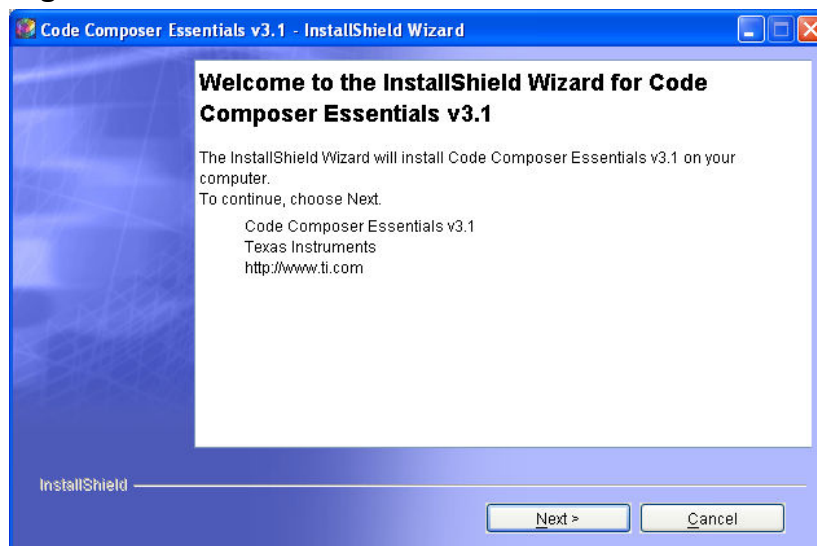 Code Composer Essentials v3.1 - InstallShield Wizard
Welcome to the InstallShield Wizard for Code
Composer Essentials v3.1
The InstallShield Wizard will install Code Composer Essentials v3.1 on your
computer.
To continue, choose Next.
Code Composer Essentials v3.1
Texas Instruments
http://www.ti.com
InstallShield
Next >
Cancel